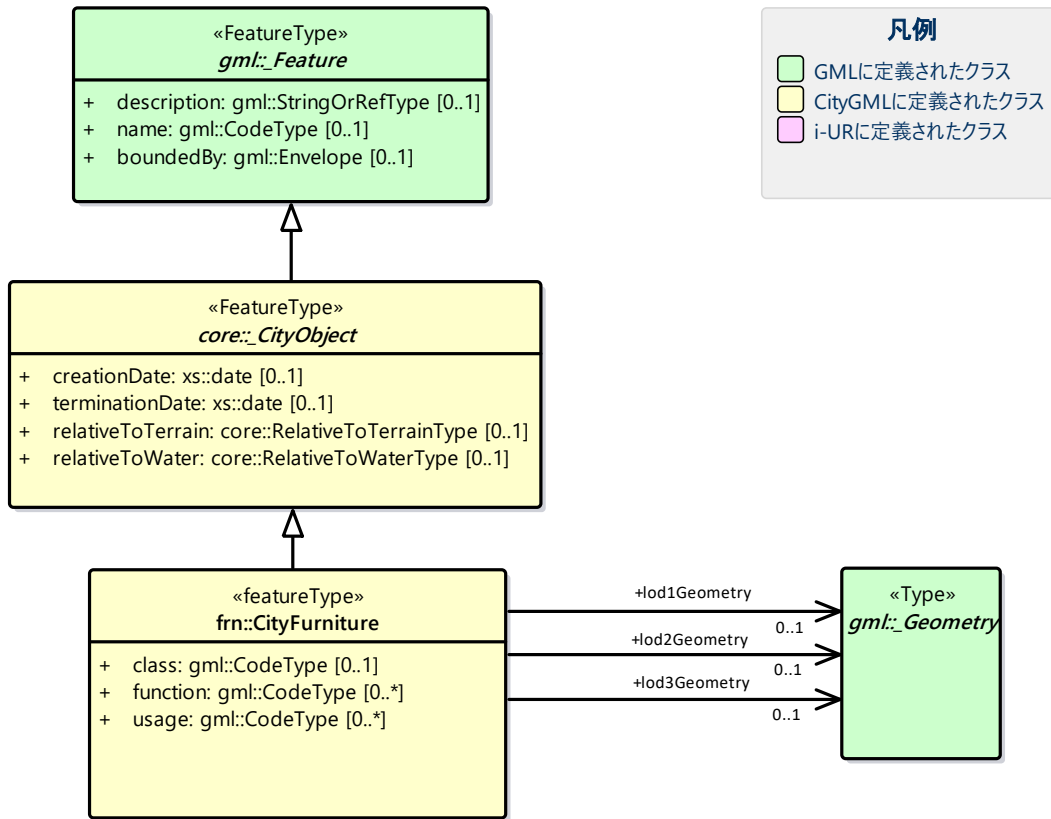 «FeatureType»
gml::_Feature
+ description: gml::StringOrRefType [0..1]
+ name: gml::CodeType [0..1]
+ boundedBy: gml::Envelope [0..1]
凡例
GMLに定義されたクラス
CityGMLに定義されたクラス
i-URに定義されたクラス
«FeatureType»
core::_CityObject
+ creationDate: xs::date [0..1]
+ terminationDate: xs::date [0..1]
+ relativeToTerrain: core::RelativeToTerrainType [0..1]
+ relativeToWater: core::RelativeToWaterType [0..1]
«featureType»
frn::CityFurniture
+ class: gml::CodeType [0..1]
+ function: gml::CodeType [0..*]
+ usage: gml::CodeType [0..*]
+lod1Geometry
0..1
+lod2Geometry
0..1
+lod3Geometry
0..1
«Type»
gml::_Geometry